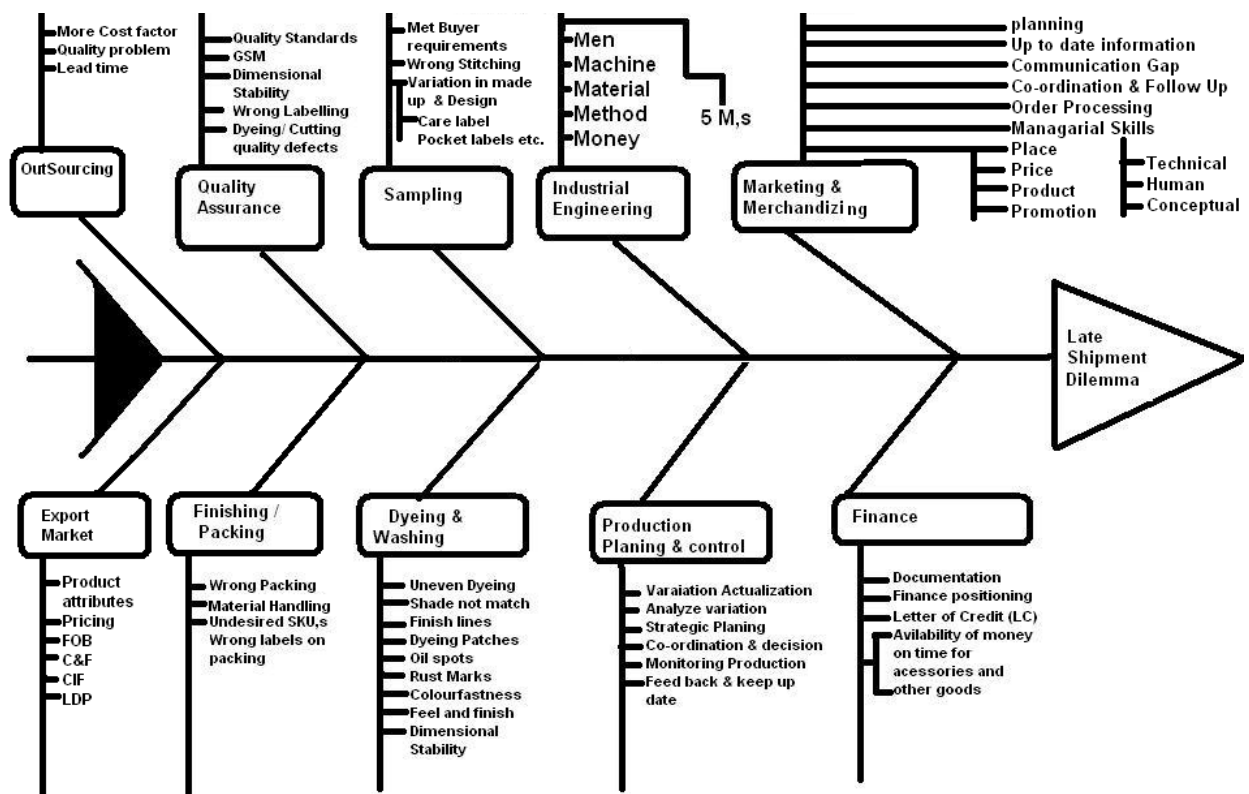 More Cost factor
Quality problem
Lead time
OutSourcing
Quality Standards
GSM
Dimensional
Stability
Wrong Labelling
Dyeing/ Cutting
quality defects
Quality
Assurance
Met Buyer
requirements
Wrong Stitching
Variation in made
up & Design
Care label
Pocket labels etc.
Sampling
Men
Machine
Material
Method
Money
5 M,s
Industrial
Engineering
planning
Up to date information
Communication Gap
Co-ordination & Follow Up
Order Processing
Managarial Skills
Place
Price
Product
Promotion
Technical
Human
Conceptual
Marketing &
Merchandizing
Late
Shipment
Dilemma
Export
Market
Product
attributes
Pricing
FOB
C&F
CIF
LDP
Finishing /
Packing
Wrong Packing
Material Handling
Undesired SKU,s
Wrong labels on
packing
Dyeing &
Washing
Uneven Dyeing
Shade not match
Finish lines
Dyeing Patches
Oil spots
Rust Marks
Colourfastness
Feel and finish
Dimensional
Stability
Production
Planing & control
Varaiation Actualization
Analyze variation
Strategic Planing
Co-ordination & decision
Monitoring Production
Feed back & keep up
date
Finance
Documentation
Finance positioning
Letter of Credit (LC)
Avilability of money
on time for
acessories and
other goods